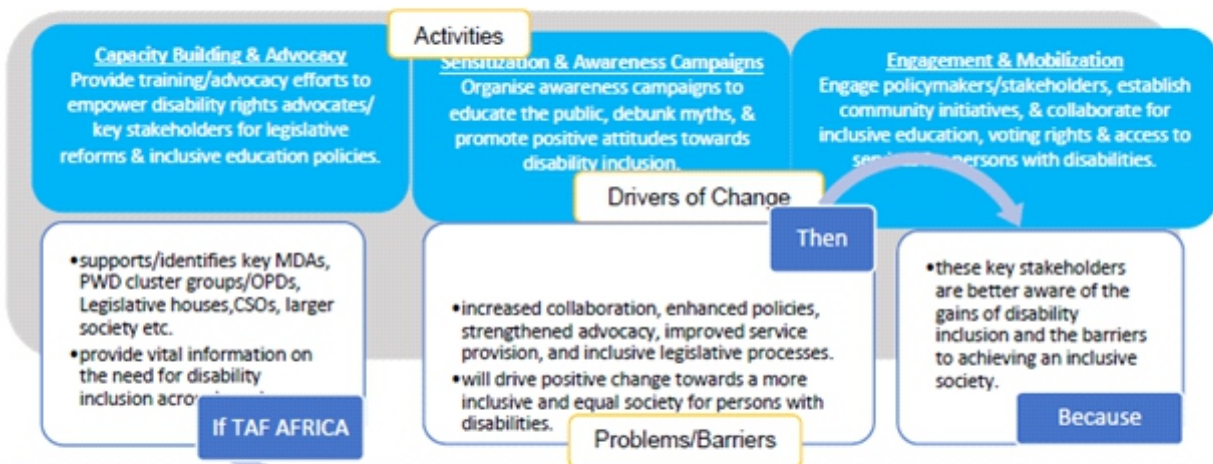 Activities
Capacity Building & Advocacy
Provide training/advocacy efforts to
empower disability rights advocates/
key stakeholders for legislative
reforms & inclusive education policies.
Sensitization & Awareness Campaigns
Organise awareness campaigns to
educate the public, debunk myths, &
promote positive attitudes towards
disability inclusion.
Engagement & Mobilization
Engage policymakers/stakeholders, establish
community initiatives, & collaborate for
inclusive education, voting rights & access to
persons with disabilities.
Drivers of Change
•supports/identifies key MDAs,
PWD cluster groups/OPDs,
Legislative houses,CSOs, larger
society etc.
•provide vital information on
the need for disability
inclusion
If TAF AFRICA
Then
•increased collaboration, enhanced policies,
strengthened advocacy, improved service
provision, and inclusive legislative processes.
•will drive positive change towards a more
inclusive and equal society for persons with
disabilities.
•these key stakeholders
are better aware of the
gains of disability
inclusion and the barriers
to achieving an inclusive
society.
Because
Problems/Barriers